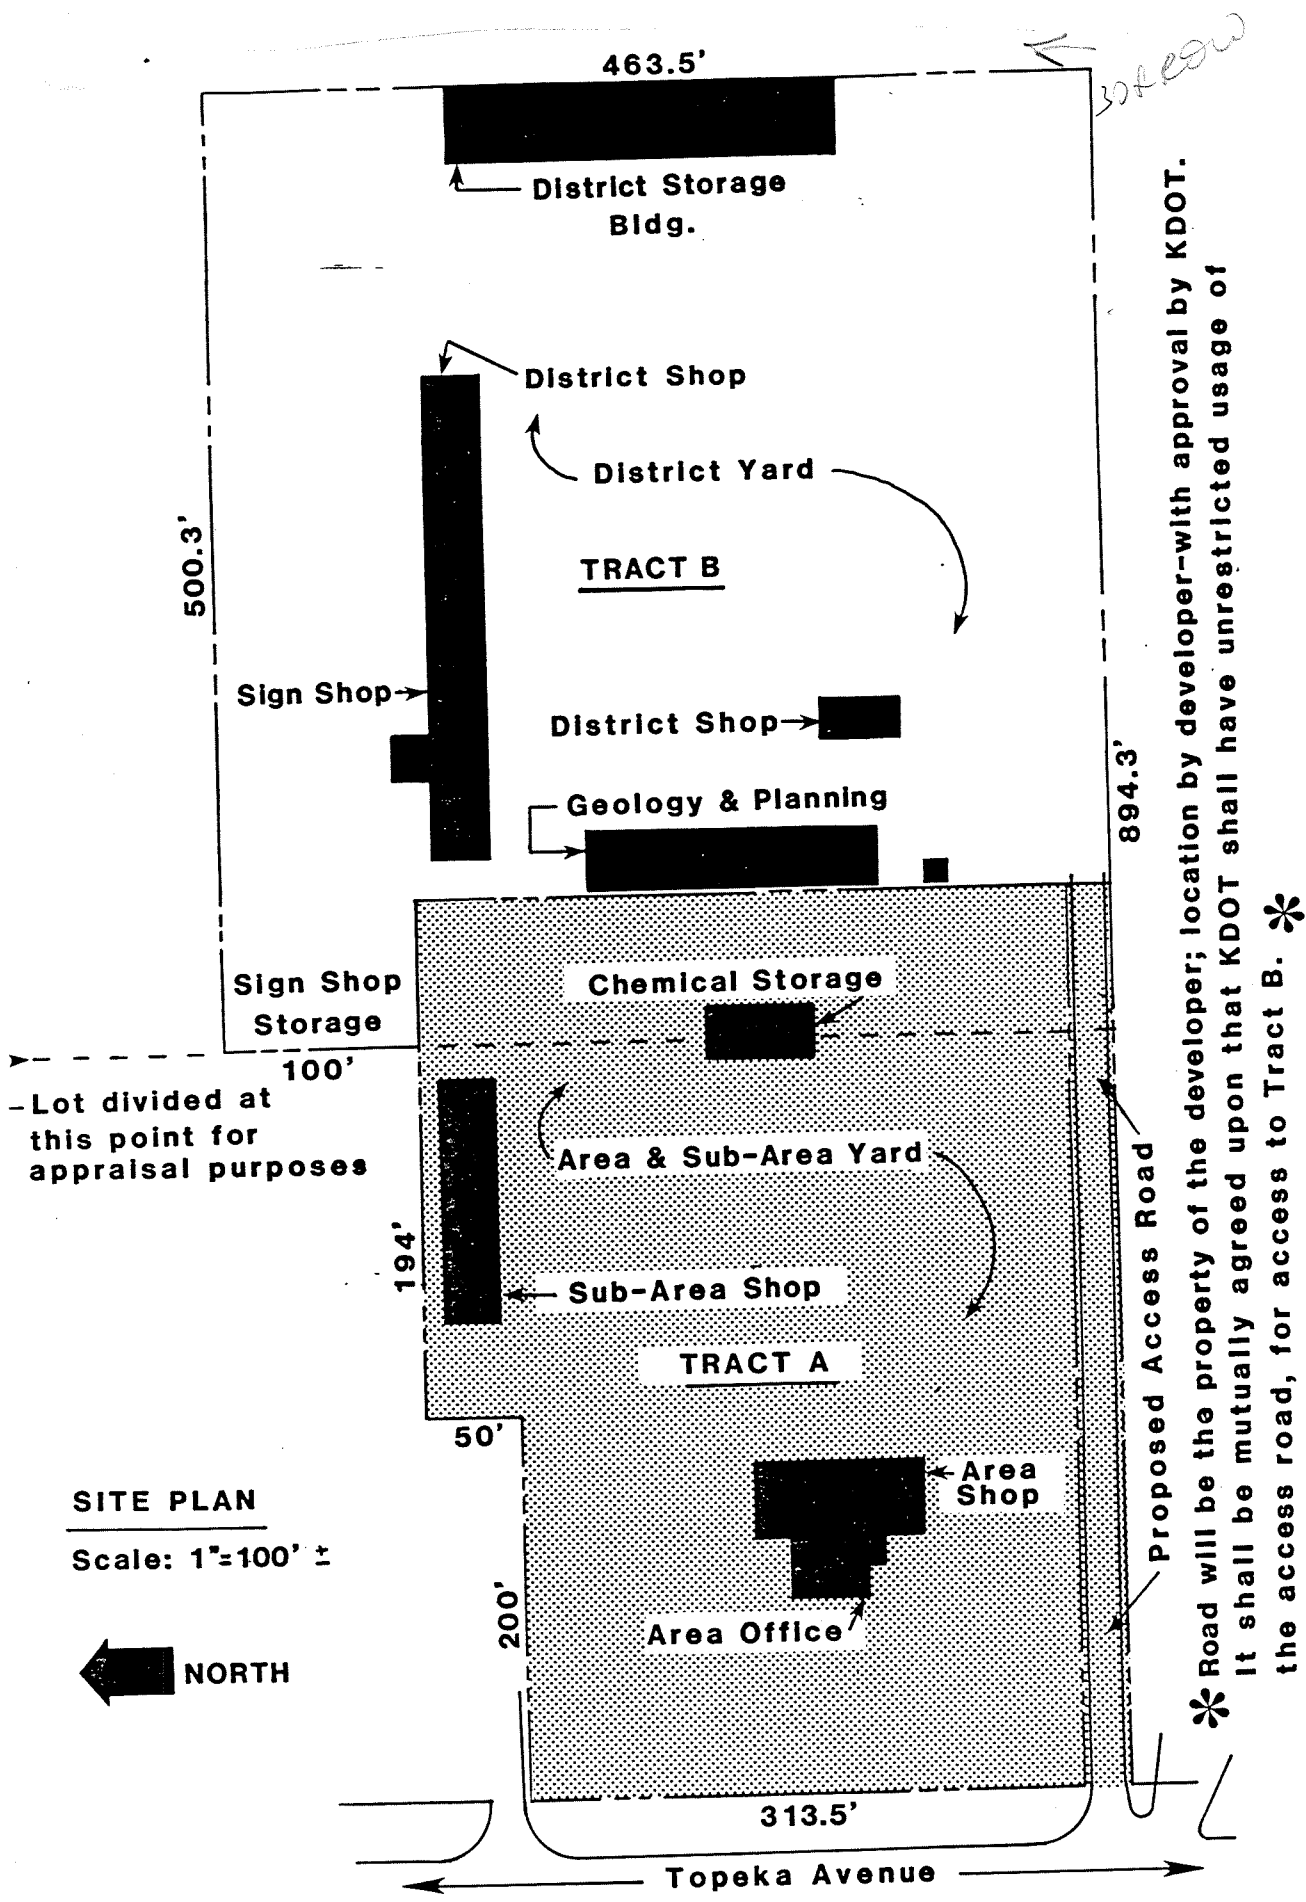 463.5'
District Storage
Bldg.
District Shop
District Yard
500.3'
TRACT B
Sign Shop
District Shop
894.3'
Geology & Planning
Sign Shop
Storage
Chemical Storage
100'
-Lot divided at
this point for
appraisal purposes
Area & Sub-Area Yard
194'
Sub-Area Shop
TRACT A
50'
Area
Shop
SITE PLAN
Scale: 1"=100' ±
200'
Area Office
NORTH
313.5'
Topeka Avenue
Proposed Access Road
* Road will be the property of the developer; location by developer-with approval by KDOT.
It shall be mutually agreed upon that KDOT shall have unrestricted usage of
the access road, for access to Tract B. *